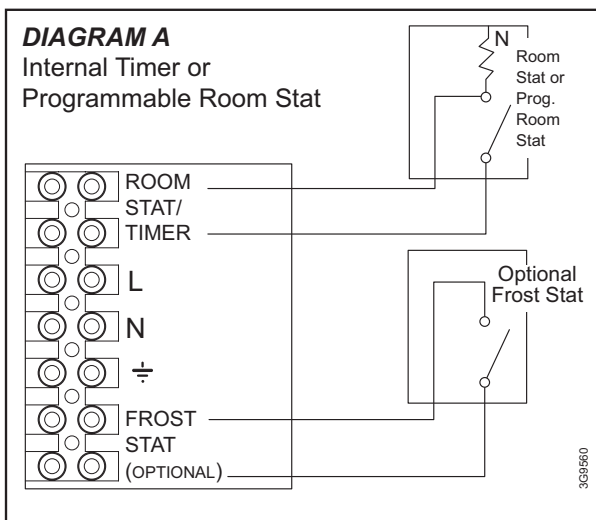 DIAGRAM A
Internal Timer or
Programmable Room Stat
N
Room
Stat or
Prog.
Room
Stat
ROOM
STAT/
TIMER
L
N
Optional
Frost Stat
FROST
STAT
(OPTIONAL)
3G9560